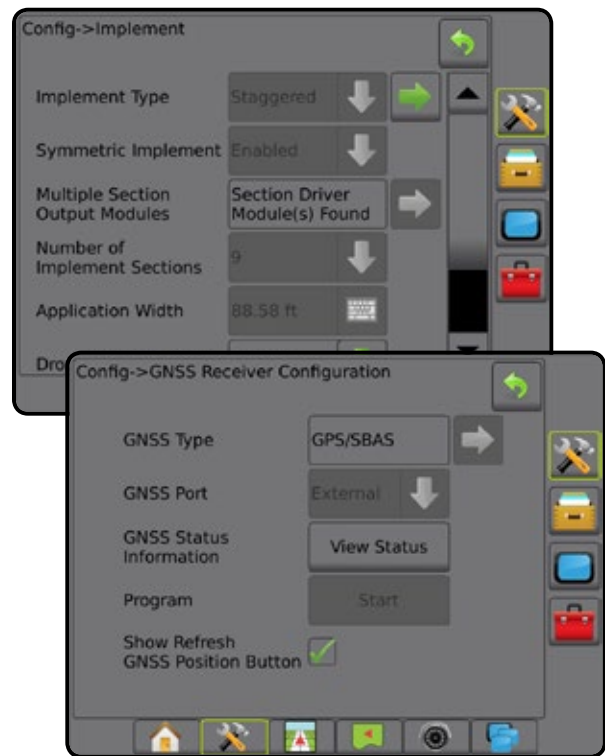 Config->Implement
Implement Type
Staggered
Symmetric Implement
Enabled
Multiple Section
Output Modules
Section Driver
Module(s) Found
Number of
Implement Sections
9
Application Width
88.58 ft
Config->GNSS Receiver Configuration
GNSS Type
GPS/SBAS
GNSS Port
External
GNSS Status
Information
View Status
Program
Start
Show Refresh
GNSS Position Button